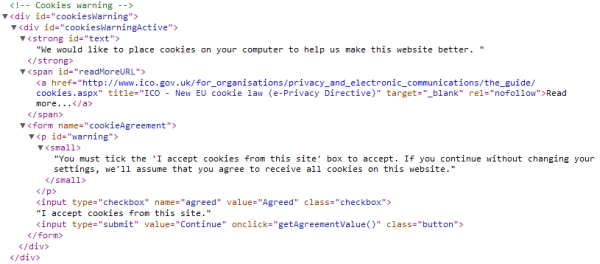 <!-- Cookies warning -->
▼<div id="cookiesWarning">
▼<div id="cookiesWarningActive">
▼<strong id="text">
"We would like to place cookies on your computer to help us make this website better. "
</strong>
▼<span id="readMoreURL">
<a href="http://www.ico.gov.uk/for_organisations/privacy_and_electronic_communications/the_guide/
cookies.aspx" title="ICO - New EU cookie law (e-Privacy Directive)" target="_blank" rel="nofollow">Read
more...</a>
</span>
▼<form name="cookieAgreement">
▼<p id="warning">
▼<small>
"You must tick the 'I accept cookies from this site' box to accept. If you continue without changing your
settings, we'll assume that you agree to receive all cookies on this website."
</small>
</p>
<input type="checkbox" name="agreed" value="Agreed" class="checkbox">
"I accept cookies from this site."
<input type="submit" value="Continue" onclick="getAgreementValue()" class="button">
</form>
</div>
</div>